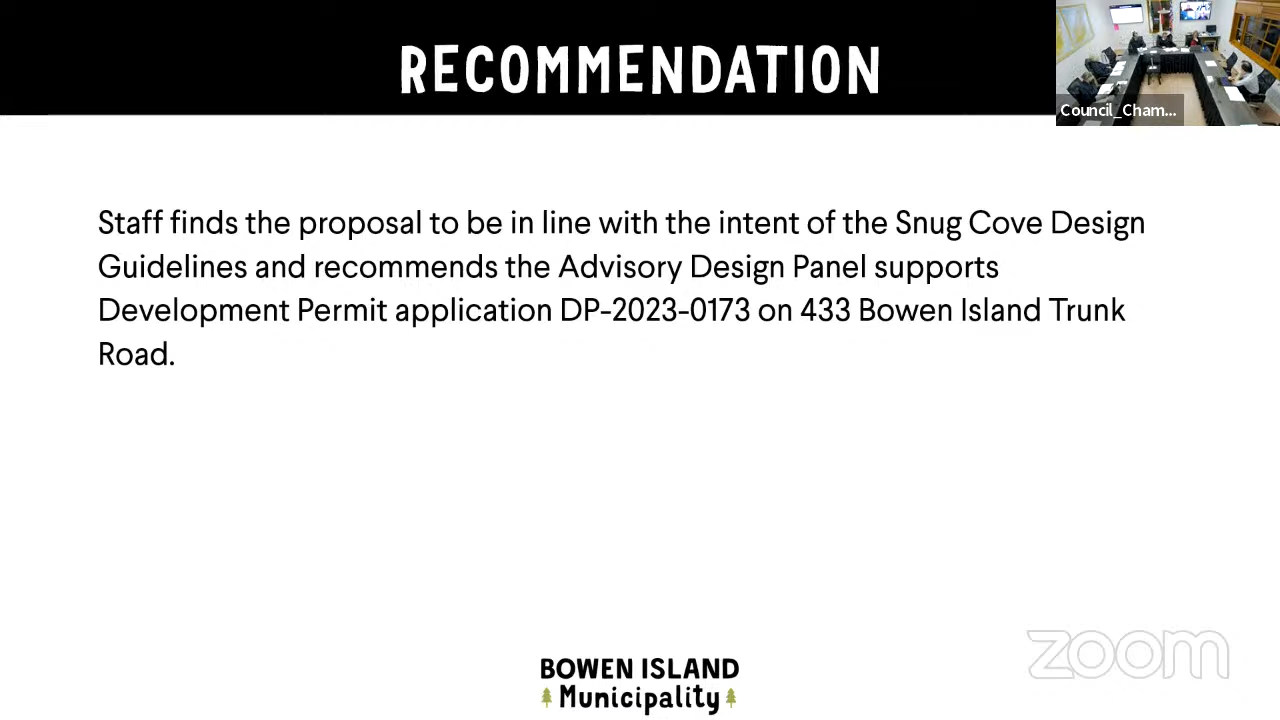 RECOMMENDATION
Council_Cham...
Staff finds the proposal to be in line with the intent of the Snug Cove Design
Guidelines and recommends the Advisory Design Panel supports
Development Permit application DP-2023-0173 on 433 Bowen Island Trunk
Road.
zoom
BOWEN ISLAND
Municipality